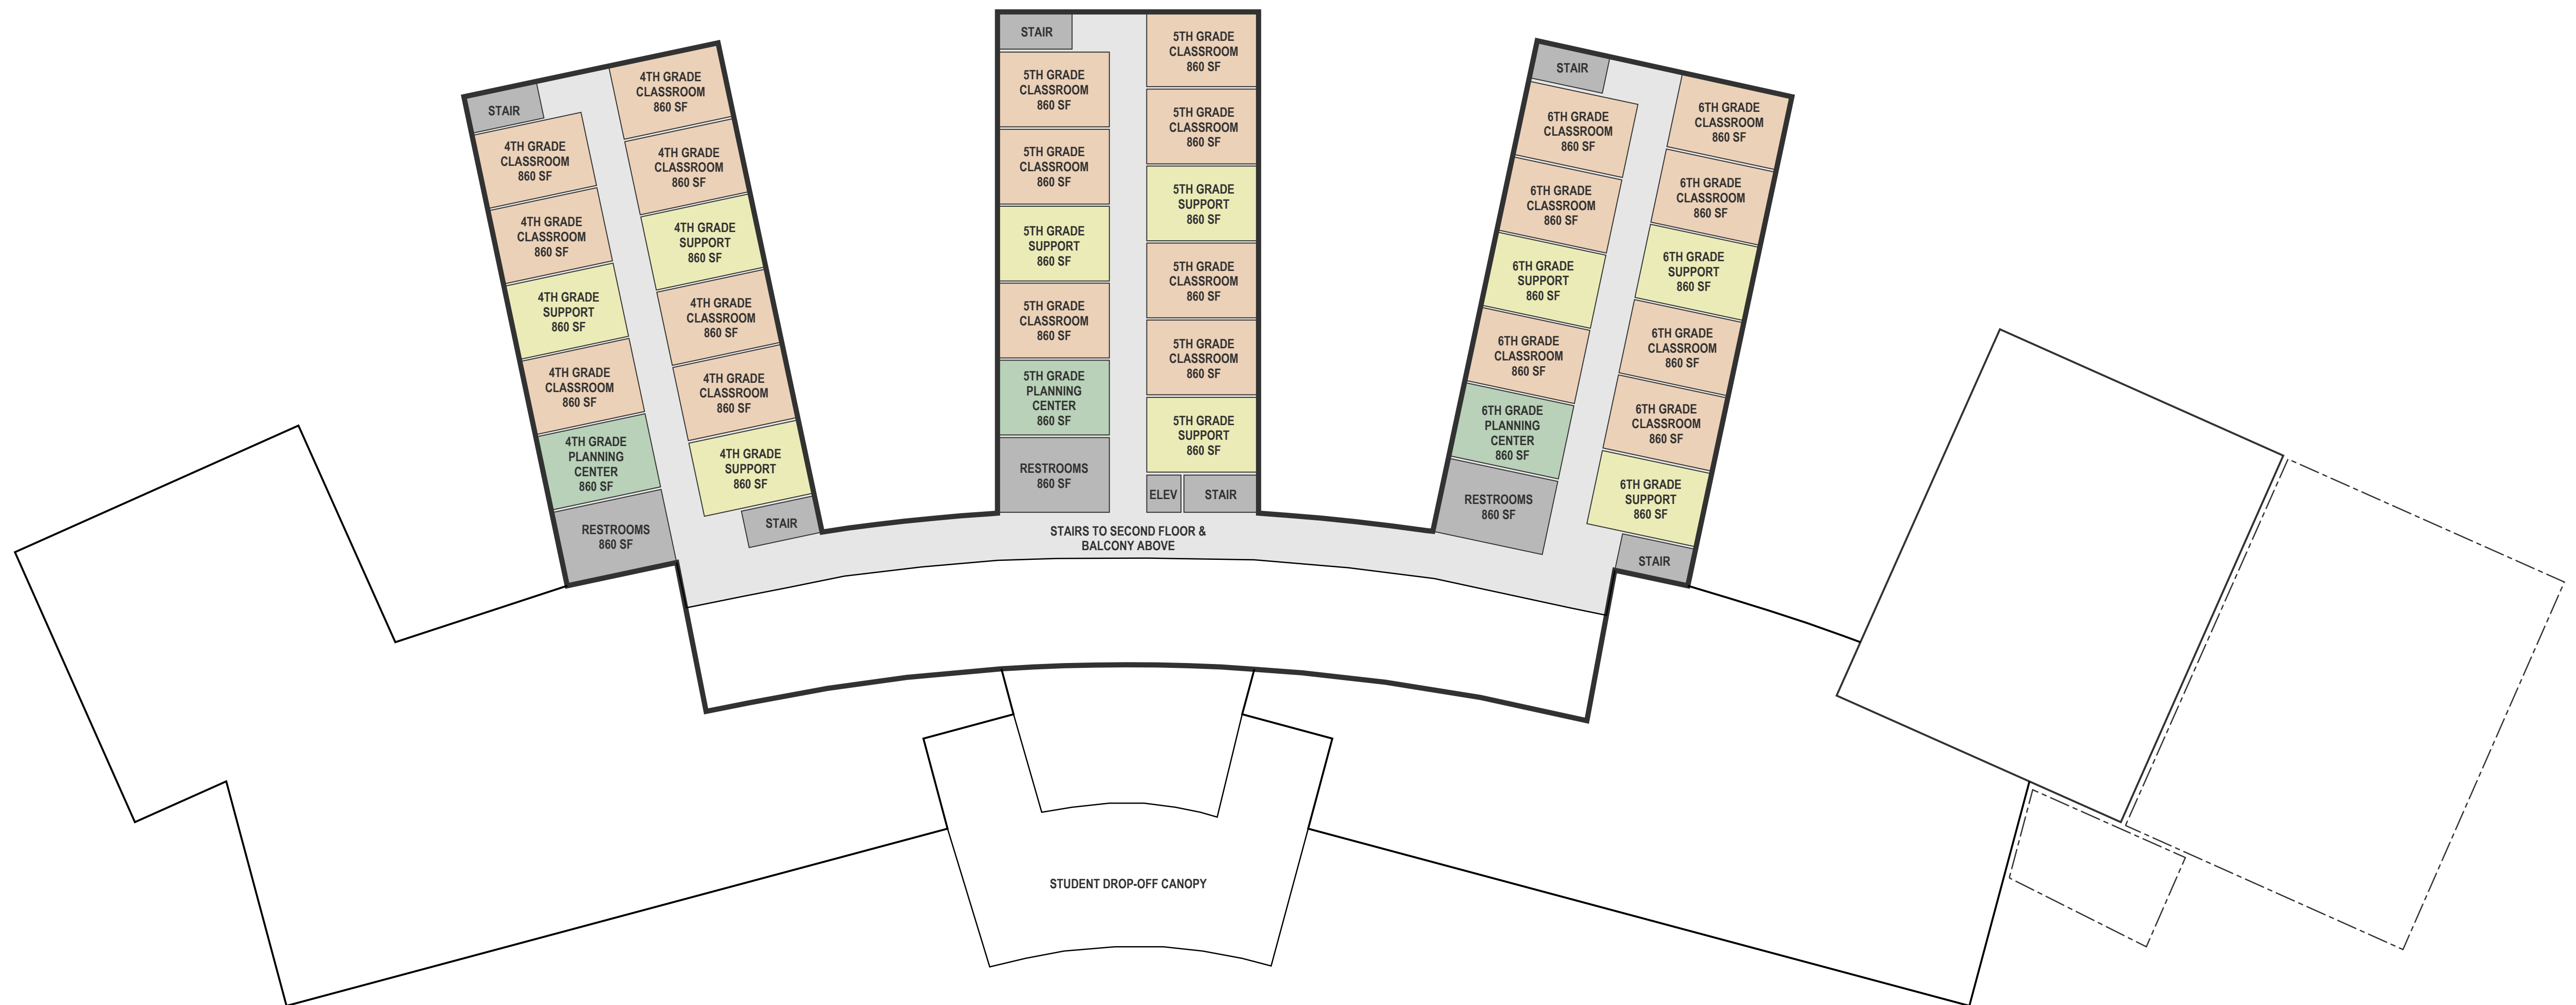 STAIR
4TH GRADE
CLASSROOM
860 SF
4TH GRADE
CLASSROOM
860 SF
4TH GRADE
SUPPORT
860 SF
4TH GRADE
CLASSROOM
860 SF
4TH GRADE
PLANNING
CENTER
860 SF
RESTROOMS
860 SF
4TH GRADE
CLASSROOM
860 SF
4TH GRADE
CLASSROOM
860 SF
4TH GRADE
SUPPORT
860 SF
4TH GRADE
CLASSROOM
860 SF
4TH GRADE
CLASSROOM
860 SF
4TH GRADE
SUPPORT
860 SF
STAIR
STAIR
5TH GRADE
CLASSROOM
860 SF
5TH GRADE
CLASSROOM
860 SF
5TH GRADE
SUPPORT
860 SF
5TH GRADE
CLASSROOM
860 SF
5TH GRADE
PLANNING
CENTER
860 SF
RESTROOMS
860 SF
5TH GRADE
CLASSROOM
860 SF
5TH GRADE
CLASSROOM
860 SF
5TH GRADE
SUPPORT
860 SF
5TH GRADE
CLASSROOM
860 SF
5TH GRADE
CLASSROOM
860 SF
5TH GRADE
SUPPORT
860 SF
ELEV
STAIR
STAIRS TO SECOND FLOOR &
BALCONY ABOVE
STAIR
6TH GRADE
CLASSROOM
860 SF
6TH GRADE
CLASSROOM
860 SF
6TH GRADE
SUPPORT
860 SF
6TH GRADE
CLASSROOM
860 SF
6TH GRADE
PLANNING
CENTER
860 SF
RESTROOMS
860 SF
6TH GRADE
CLASSROOM
860 SF
6TH GRADE
CLASSROOM
860 SF
6TH GRADE
SUPPORT
860 SF
6TH GRADE
CLASSROOM
860 SF
6TH GRADE
CLASSROOM
860 SF
6TH GRADE
SUPPORT
860 SF
STAIR
STUDENT DROP-OFF CANOPY